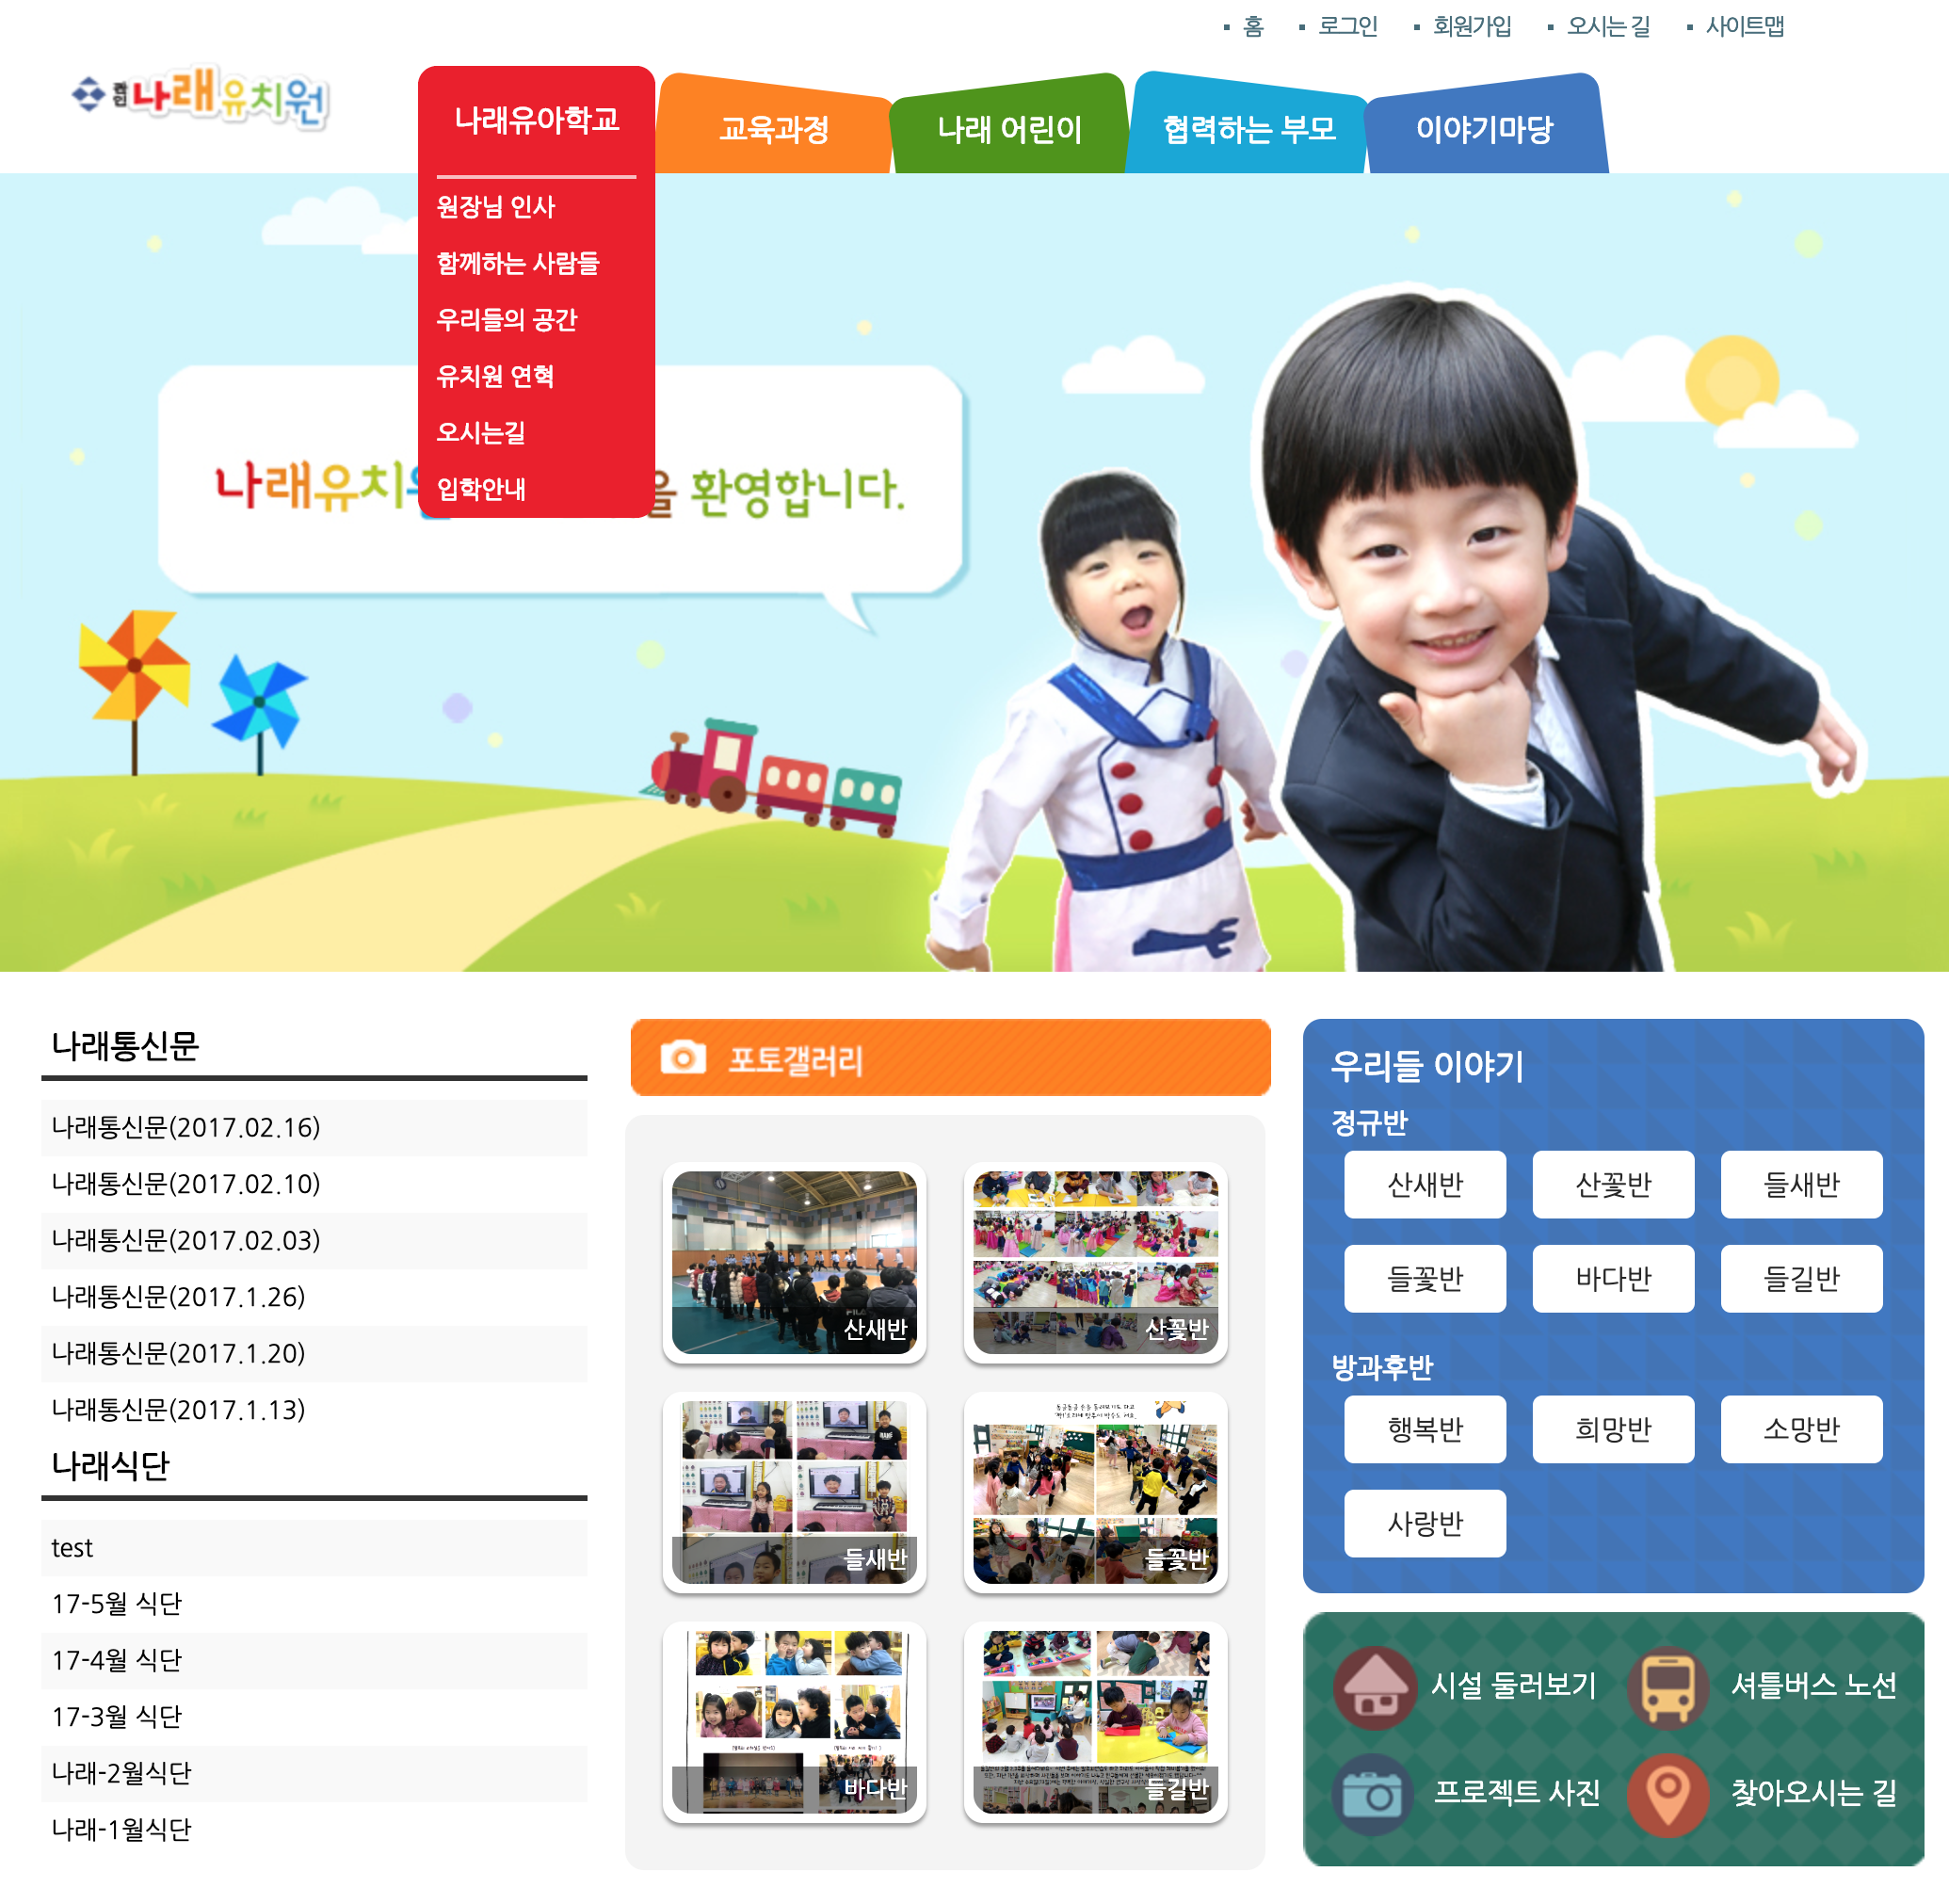 홈
로그인
회원가입
오시는 길
사이트맵
나래유치원
나래유아학교
교육과정
나래 어린이
협력하는 부모
이야기마당
원장님 인사
함께하는 사람들
우리들의 공간
유치원 연혁
오시는길
입학안내
나래유치
을 환영합니다.
나래통신문
나래통신문(2017.02.16)
나래통신문(2017.02.10)
나래통신문(2017.02.03)
나래통신문(2017.1.26)
나래통신문(2017.1.20)
나래통신문(2017.1.13)
나래식단
test
17-5월 식단
17-4월 식단
17-3월 식단
나래-2월식단
나래-1월식단
포토갤러리
산새반
산꽃반
들새반
들꽃반
바다반
들길반
우리들 이야기
정규반
산새반
산꽃반
들새반
들꽃반
바다반
들길반
방과후반
행복반
희망반
소망반
사랑반
시설 둘러보기
셔틀버스 노선
프로젝트 사진
찾아오시는 길